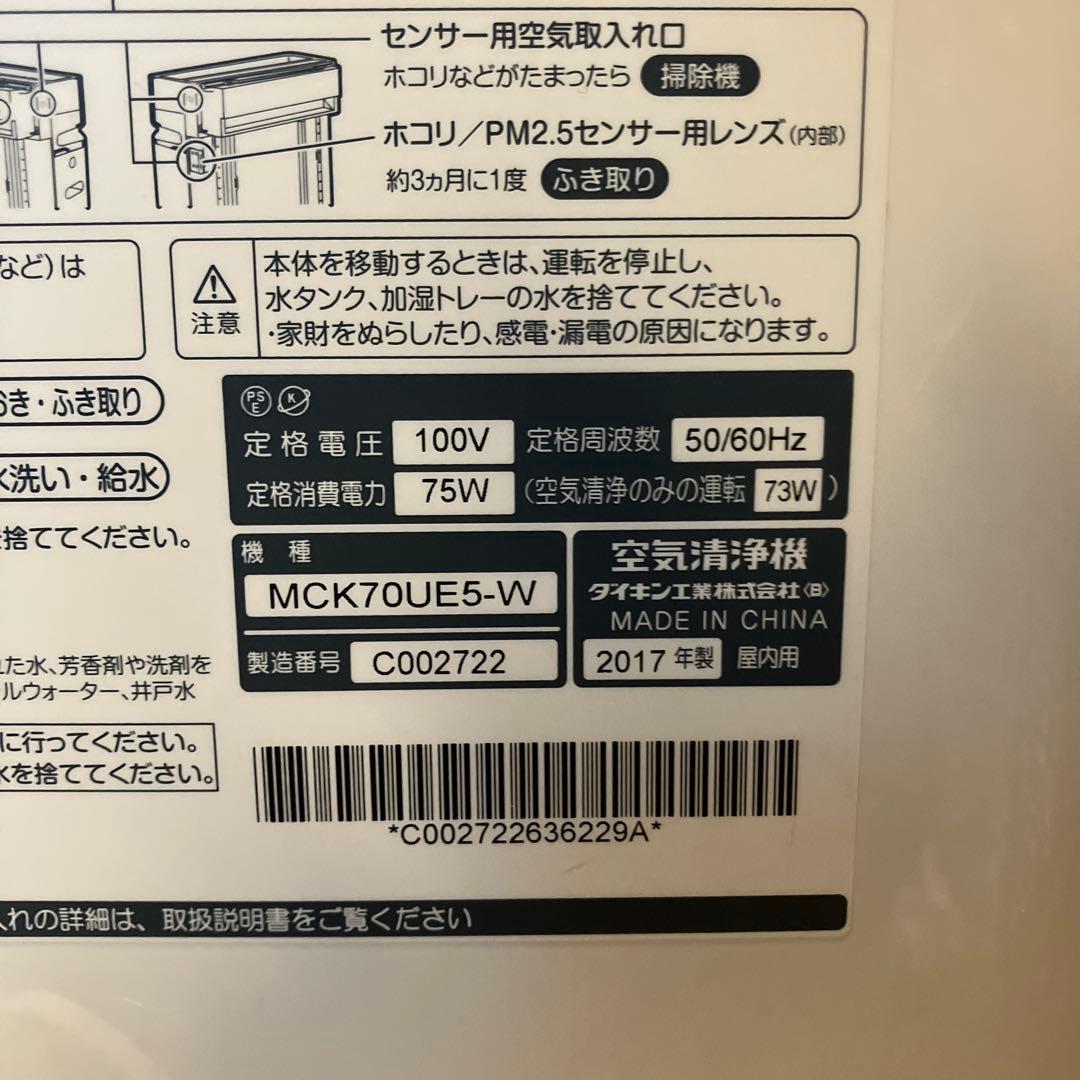 センサー用空気取入れ口
ホコリなどがたまったら 掃除機
ホコリ/PM2.5センサー用レンズ(内部)
約3ヵ月に1度 ふき取り
など)は
注意
本体を移動するときは、運転を停止し、
水タンク、加湿トレーの水を捨ててください。
・家財をぬらしたり、感電・漏電の原因になります。
おき・ふき取り
水洗い・給水
を捨ててください。
れた水、芳香剤や洗剤を
ルウォーター、井戸水
に行ってください。
水を捨ててください。
PS E K
定格電圧 100V 定格周波数 50/60Hz
定格消費電力 75W (空気清浄のみの運転 73W)
機種
MCK70UE5-W
製造番号 C002722
空気清浄機
ダイキン工業株式会社〈日〉
MADE IN CHINA
2017 年製 屋内用
*C002722636229A*
入れの詳細は、取扱説明書をご覧ください